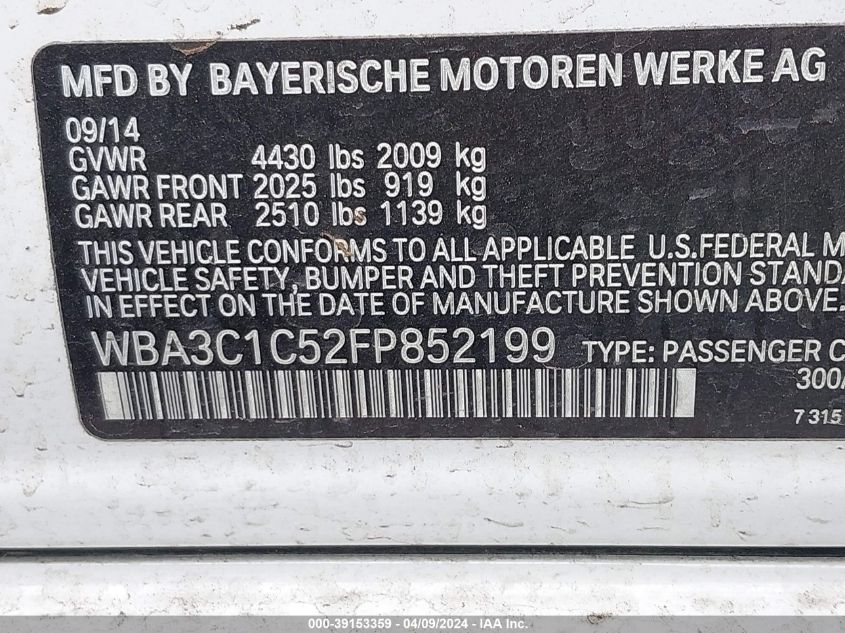 MFD BY BAYERISCHE MOTOREN WERKE AG
09/14
GVWR 4430 lbs 2009 kg
GAWR FRONT 2025 lbs 919 kg
GAWR REAR 2510 lbs 1139 kg
THIS VEHICLE CONFORMS TO ALL APPLICABLE U.S.FEDERAL M
VEHICLE SAFETY, BUMPER AND THEFT PREVENTION STANDA
IN EFFECT ON THE DATE OF MANUFACTURE SHOWN ABOVE.
WBA3C1C52FP852199 TYPE: PASSENGER C
300/
7 315
000-39153359 | 04/09/2024 | IAA, Inc.